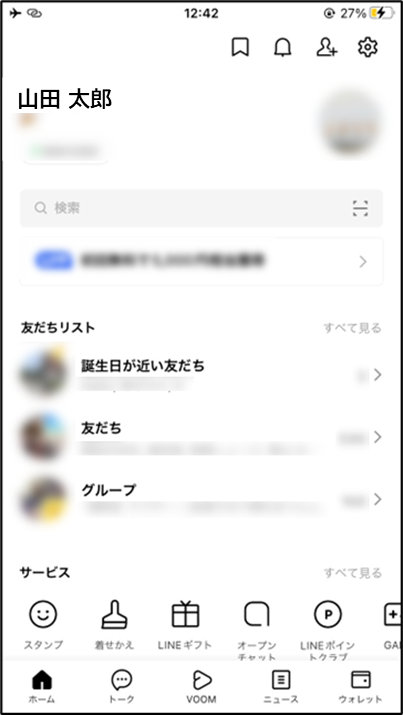 12:42
27%
山田 太郎
検索
友だちリスト
すべて見る
誕生日が近い友だち
友だち
グループ
サービス
すべて見る
スタンプ
着せかえ
LINEギフト
オープン
チャット
LINEポイン
トクラブ
GA
ホーム
トーク
VOOM
ニュース
ウォレット